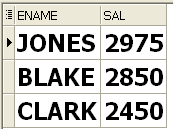 ENAME SAL
JONES 2975
BLAKE 2850
CLARK 2450